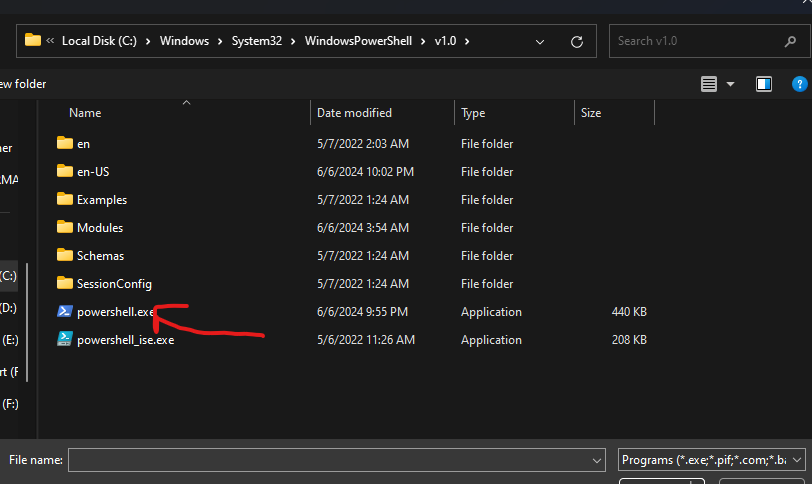 « Local Disk (C:) › Windows › System32 › WindowsPowerShell › v1.0 ›
Search v1.0
ew folder
?
Name Date modified Type Size
en 5/7/2022 2:03 AM File folder
en-US 6/6/2024 10:02 PM File folder
Examples 5/7/2022 1:24 AM File folder
Modules 6/6/2024 3:54 AM File folder
Schemas 5/7/2022 1:24 AM File folder
SessionConfig 5/7/2022 1:24 AM File folder
powershell.exe 6/6/2024 9:55 PM Application 440 KB
powershell_ise.exe 5/6/2022 11:26 AM Application 208 KB
ner
RMA
(C:)
(D:)
(E:)
rt (F
(F:)
File name:
Programs (*.exe;*.pif;*.com;*.ba